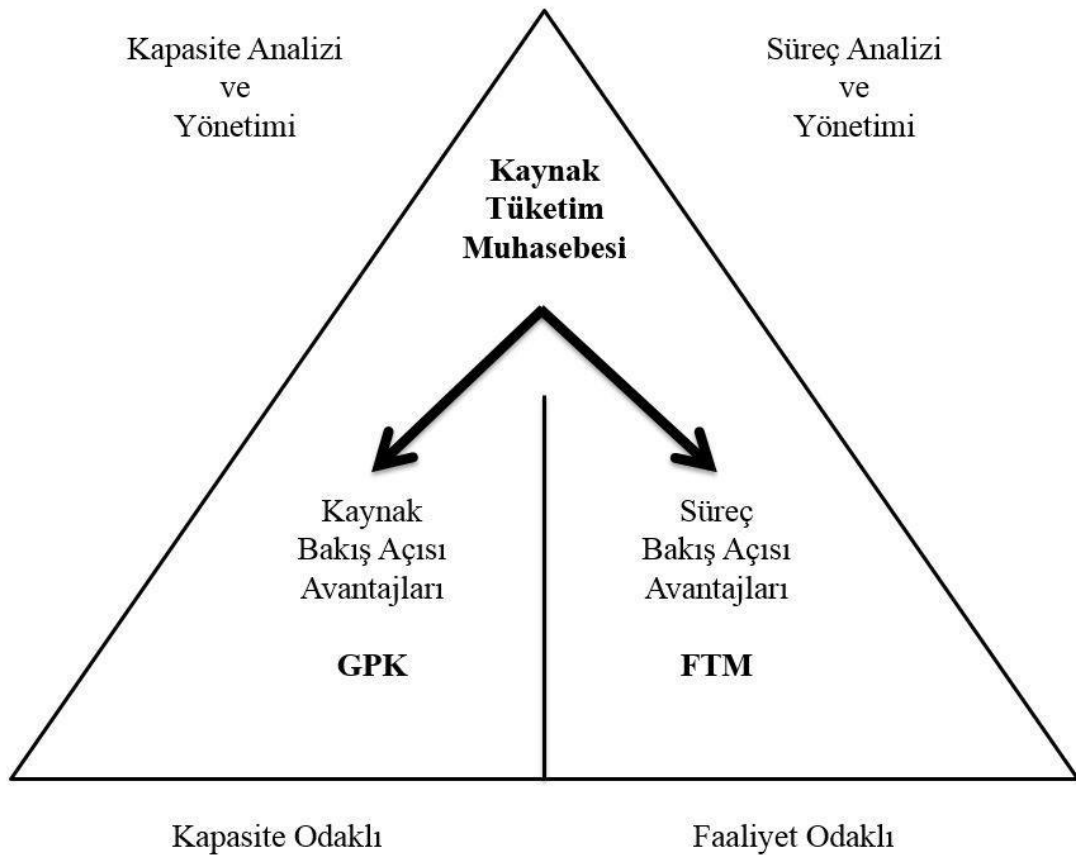 Kapasite Analizi
ve
Yönetimi
Süreç Analizi
ve
Yönetimi
Kaynak
Tüketim
Muhasebesi
Kaynak
Bakış Açısı
Avantajları
GPK
Süreç
Bakış Açısı
Avantajları
FTM
Kapasite Odaklı
Faaliyet Odaklı